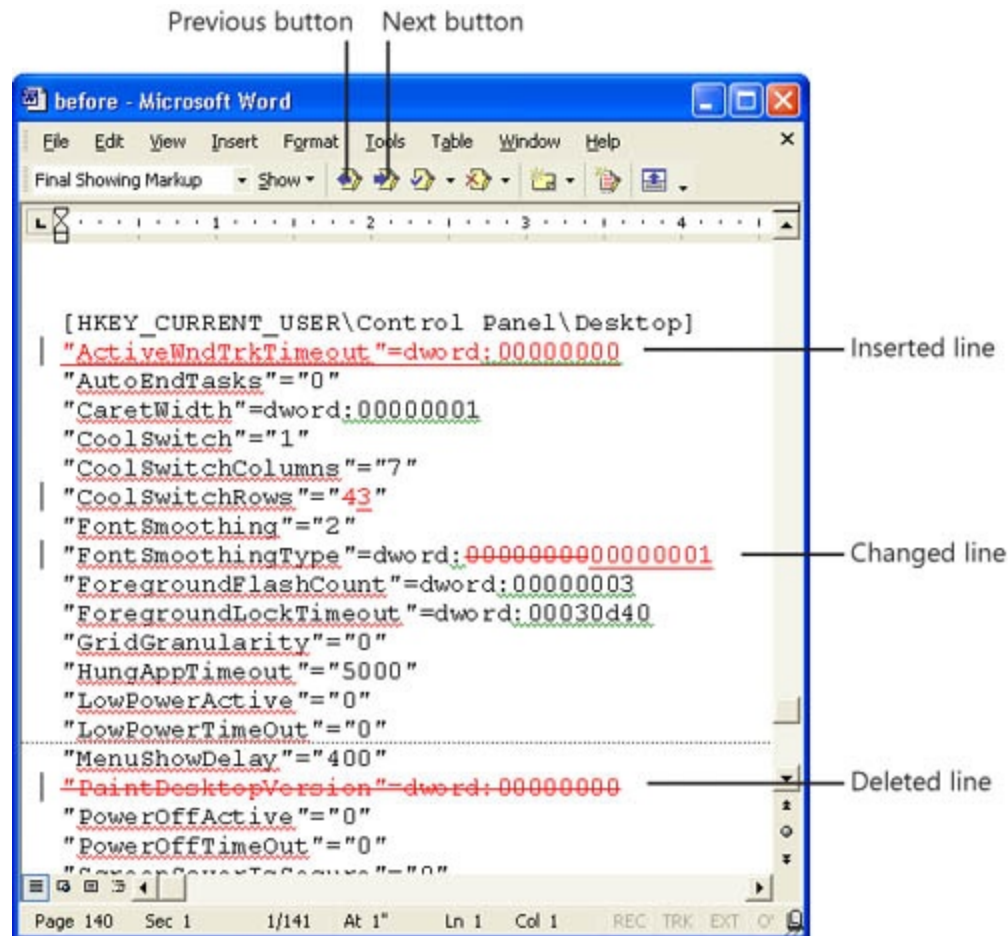 Previous button Next button
before - Microsoft Word
File Edit View Insert Format Tools Table Window Help
Final Showing Markup Show
1 2 3 4
[HKEY_CURRENT_USER\Control Panel\Desktop]
"ActiveWndTrkTimeout"=dword:00000000
Inserted line
"AutoEndTasks"="0"
"CaretWidth"=dword:00000001
"CoolSwitch"="1"
"CoolSwitchColumns"="7"
"CoolSwitchRows"="43"
"FontSmoothing"="2"
"FontSmoothingType"=dword:0000000000000001
Changed line
"ForegroundFlashCount"=dword:00000003
"ForegroundLockTimeout"=dword:00030d40
"GridGranularity"="0"
"HungAppTimeout"="5000"
"LowPowerActive"="0"
"LowPowerTimeOut"="0"
"MenuShowDelay"="400"
"PaintDesktopVersion"=dword:00000000
Deleted line
"PowerOffActive"="0"
"PowerOffTimeOut"="0"
Page 140 Sec 1 1/141 At 1" Ln 1 Col 1 REC TRK EXT